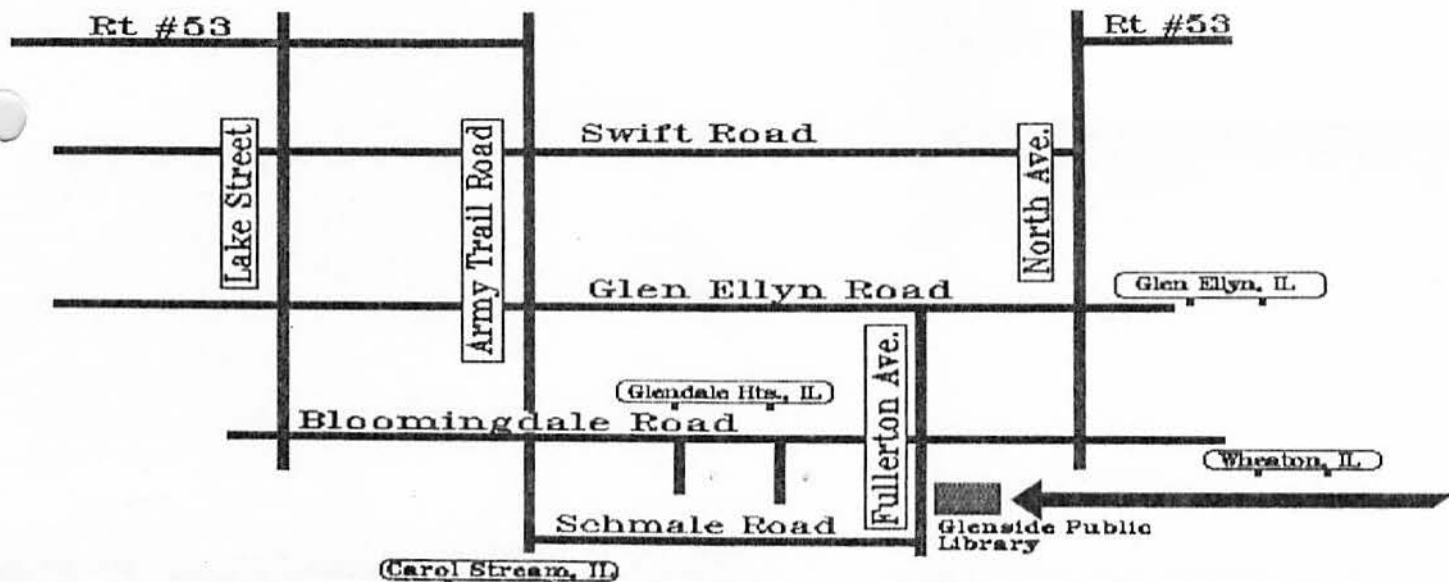 Rt #53
Rt #53
Swift Road
Lake Street
Army Trail Road
North Ave.
Glen Ellyn Road
Glen Ellyn, IL
Fullerton Ave.
Glendale Hts., IL
Bloomingdale Road
Wheaton, IL
Schmale Road
Glenside Public
Library
Carol Stream, IL